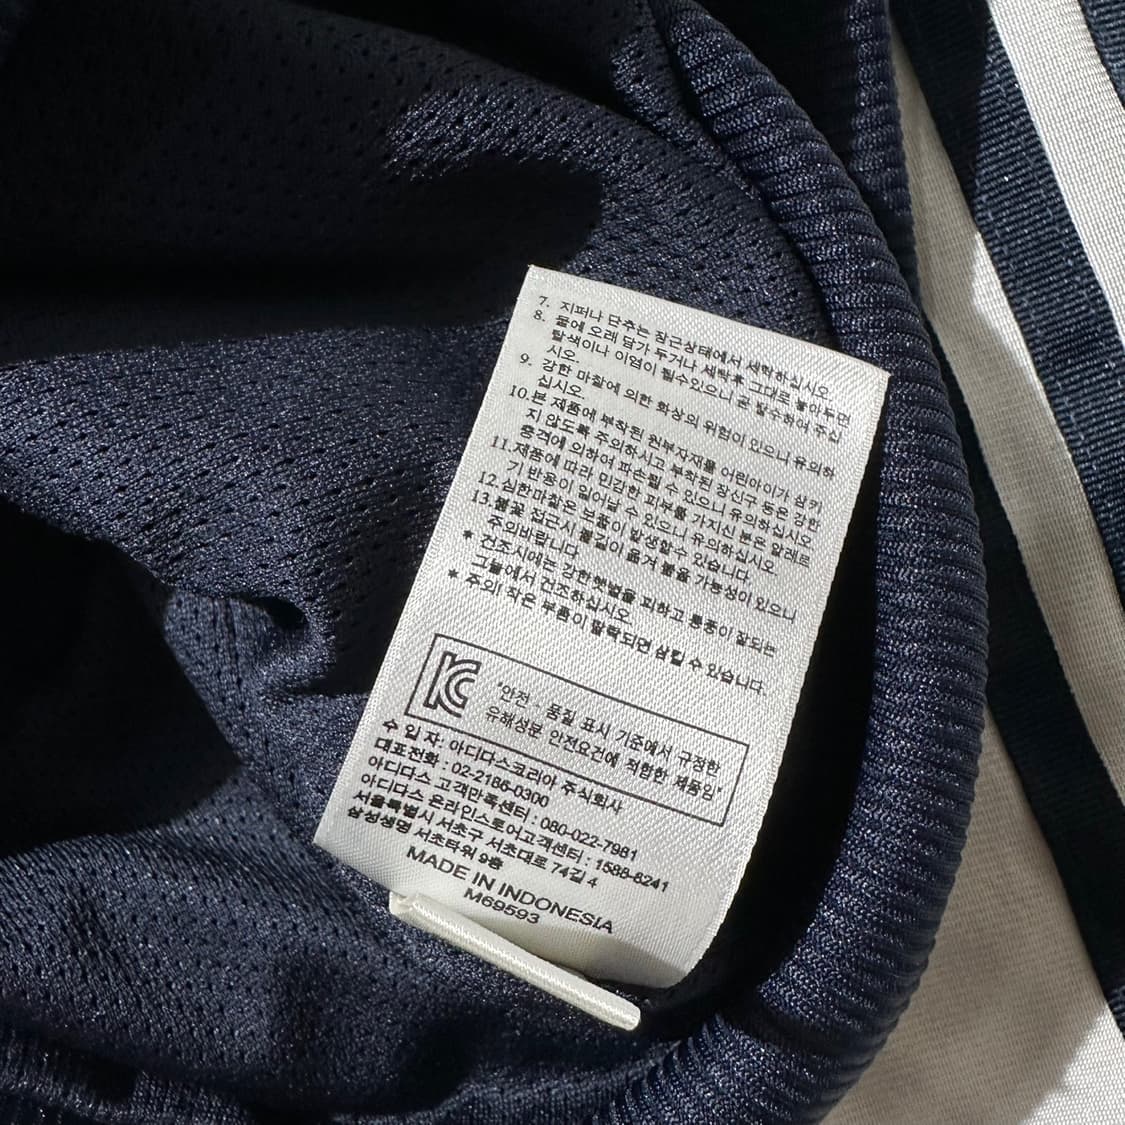 7. 지퍼나 단추는 잠근상태에서 세탁하십시오.
8. 물에 오래 담가 두거나 세탁후 그대로 놓아두면
탈색이나 이염이 될수있으니 곧 탈수하여 주십
시오.
9. 강한 마찰에 의한 화상의 위험이 있으니 유의하
십시오.
10.본 제품에 부착된 원부자재를 어린아이가 삼키
지 않도록 주의하시고 부착된 장신구 등은 강한
충격에 의하여 파손될 수 있으니 유의하십시오
11.제품에 따라 민감한 피부를 가지신 분은 알레르
기 반응이 일어날 수 있으니 유의하십시오.
12.심한마찰은 보풀이 발생할수 있습니다.
13.불꽃 접근시 불길이 옮겨 붙을 가능성이 있으니
주의바랍니다.
* 건조시에는 강한햇볕을 피하고 통풍이 잘되는
그늘에서 건조하십시오.
* 주의! 작은 부품이 탈락되면 삼킬 수 있습니다.
"안전ㆍ품질 표시 기준에서 규정한
유해성분 안전요건에 적합한 제품임"
수 입 자: 아디다스코리아 주식회사
대표전화 : 02-2186-0300
아디다스 고객만족센터 : 080-022-7981
아디다스 온라인스토어고객센터 : 1588-8241
서울특별시 서초구 서초대로 74길 4
삼성생명 서초타워 9층
MADE IN INDONESIA
M69593